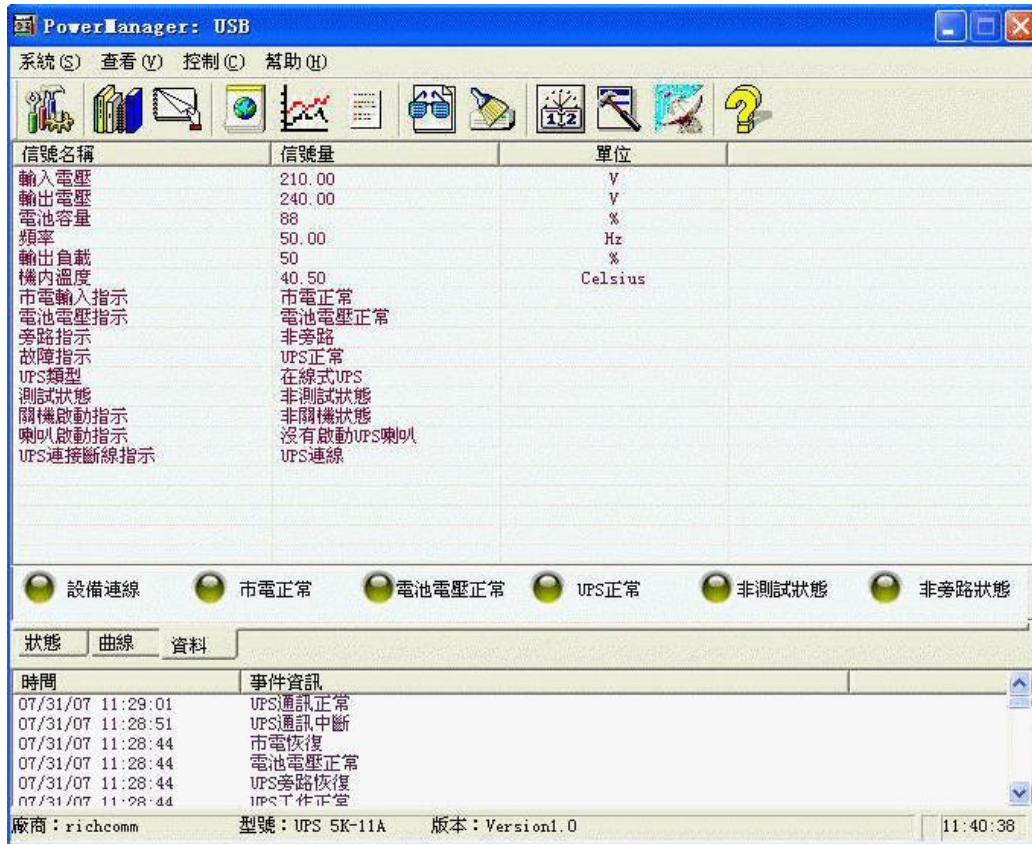 PowerManager: USB
系統(S) 查看(V) 控制(C) 幫助(H)
信號名稱 信號量 單位
輸入電壓 210.00 V
輸出電壓 240.00 V
電池容量 88 %
頻率 50.00 Hz
輸出負載 50 %
機內溫度 40.50 Celsius
市電輸入指示 市電正常
電池電壓指示 電池電壓正常
旁路指示 非旁路
故障指示 UPS正常
UPS類型 在線式UPS
測試狀態 非測試狀態
關機啟動指示 非關機狀態
喇叭啟動指示 沒有啟動UPS喇叭
UPS連接斷線指示 UPS連線
設備連線 市電正常 電池電壓正常 UPS正常 非測試狀態 非旁路狀態
狀態 曲線 資料
時間 事件資訊
07/31/07 11:29:01 UPS通訊正常
07/31/07 11:28:51 UPS通訊中斷
07/31/07 11:28:44 市電恢復
07/31/07 11:28:44 電池電壓正常
07/31/07 11:28:44 UPS旁路恢復
07/31/07 11:28:44 UPS工作正常
廠商：richcomm 型號：UPS 5K-11A 版本：Version1.0 11:40:38